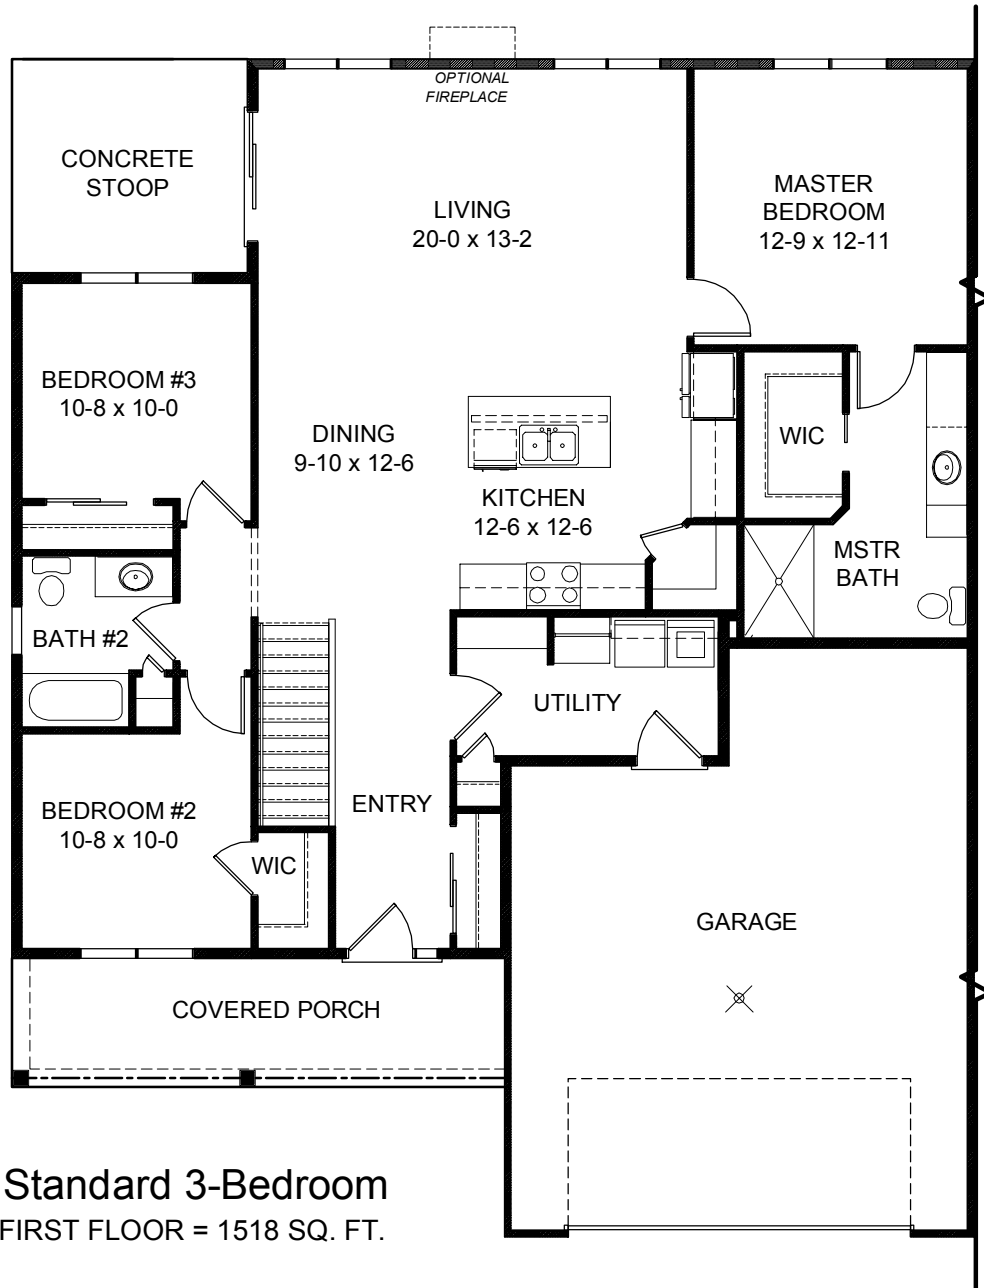 OPTIONAL
FIREPLACE
CONCRETE
STOOP
LIVING
20-0 x 13-2
MASTER
BEDROOM
12-9 x 12-11
BEDROOM #3
10-8 x 10-0
DINING
9-10 x 12-6
WIC
KITCHEN
12-6 x 12-6
MSTR
BATH
BATH #2
UTILITY
ENTRY
BEDROOM #2
10-8 x 10-0
WIC
GARAGE
COVERED PORCH
Standard 3-Bedroom
FIRST FLOOR = 1518 SQ. FT.